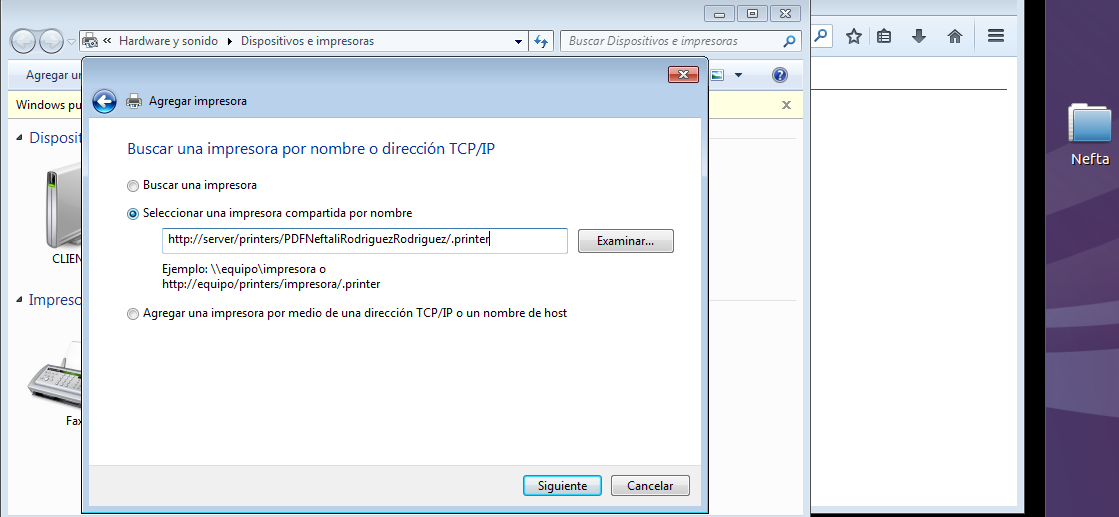 Hardware y sonido
Dispositivos e impresoras
Buscar Dispositivos e impresoras
Agregar
Windows
Agregar impresora
Buscar una impresora por nombre o dirección TCP/IP
Buscar una impresora
Seleccionar una impresora compartida por nombre
http://server/printers/PDFNeftaliRodriguezRodriguez/.printer
Examinar...
Ejemplo: \\equipo\impresora o
http://equipo/printers/impresora/.printer
Agregar una impresora por medio de una dirección TCP/IP o un nombre de host
Siguiente
Cancelar
Disposit
CLIEN
Impreso
Fax
Nefta